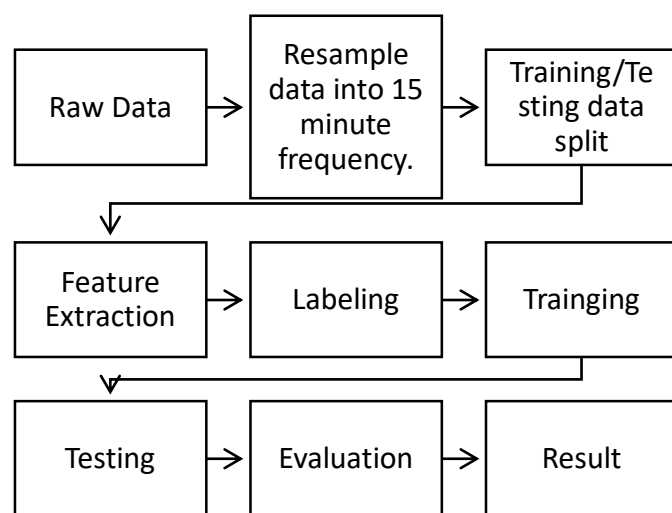 Raw Data
Resample
data into 15
minute
frequency.
Training/Te
sting data
split
Feature
Extraction
Labeling
Trainging
Testing
Evaluation
Result